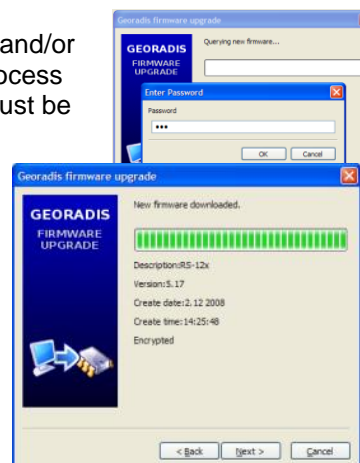 and/or
ocess
ust be
Georadis firmware upgrade
GEORADIS
FIRMWARE
UPGRADE
Querying new firmware...
Enter Password
Password
•••
OK Cancel
Georadis firmware upgrade
GEORADIS
FIRMWARE
UPGRADE
New firmware downloaded.
Description:RS-12x
Version:5.17
Create date:2.12 2008
Create time:14:25:48
Encrypted
< Back Next > Cancel